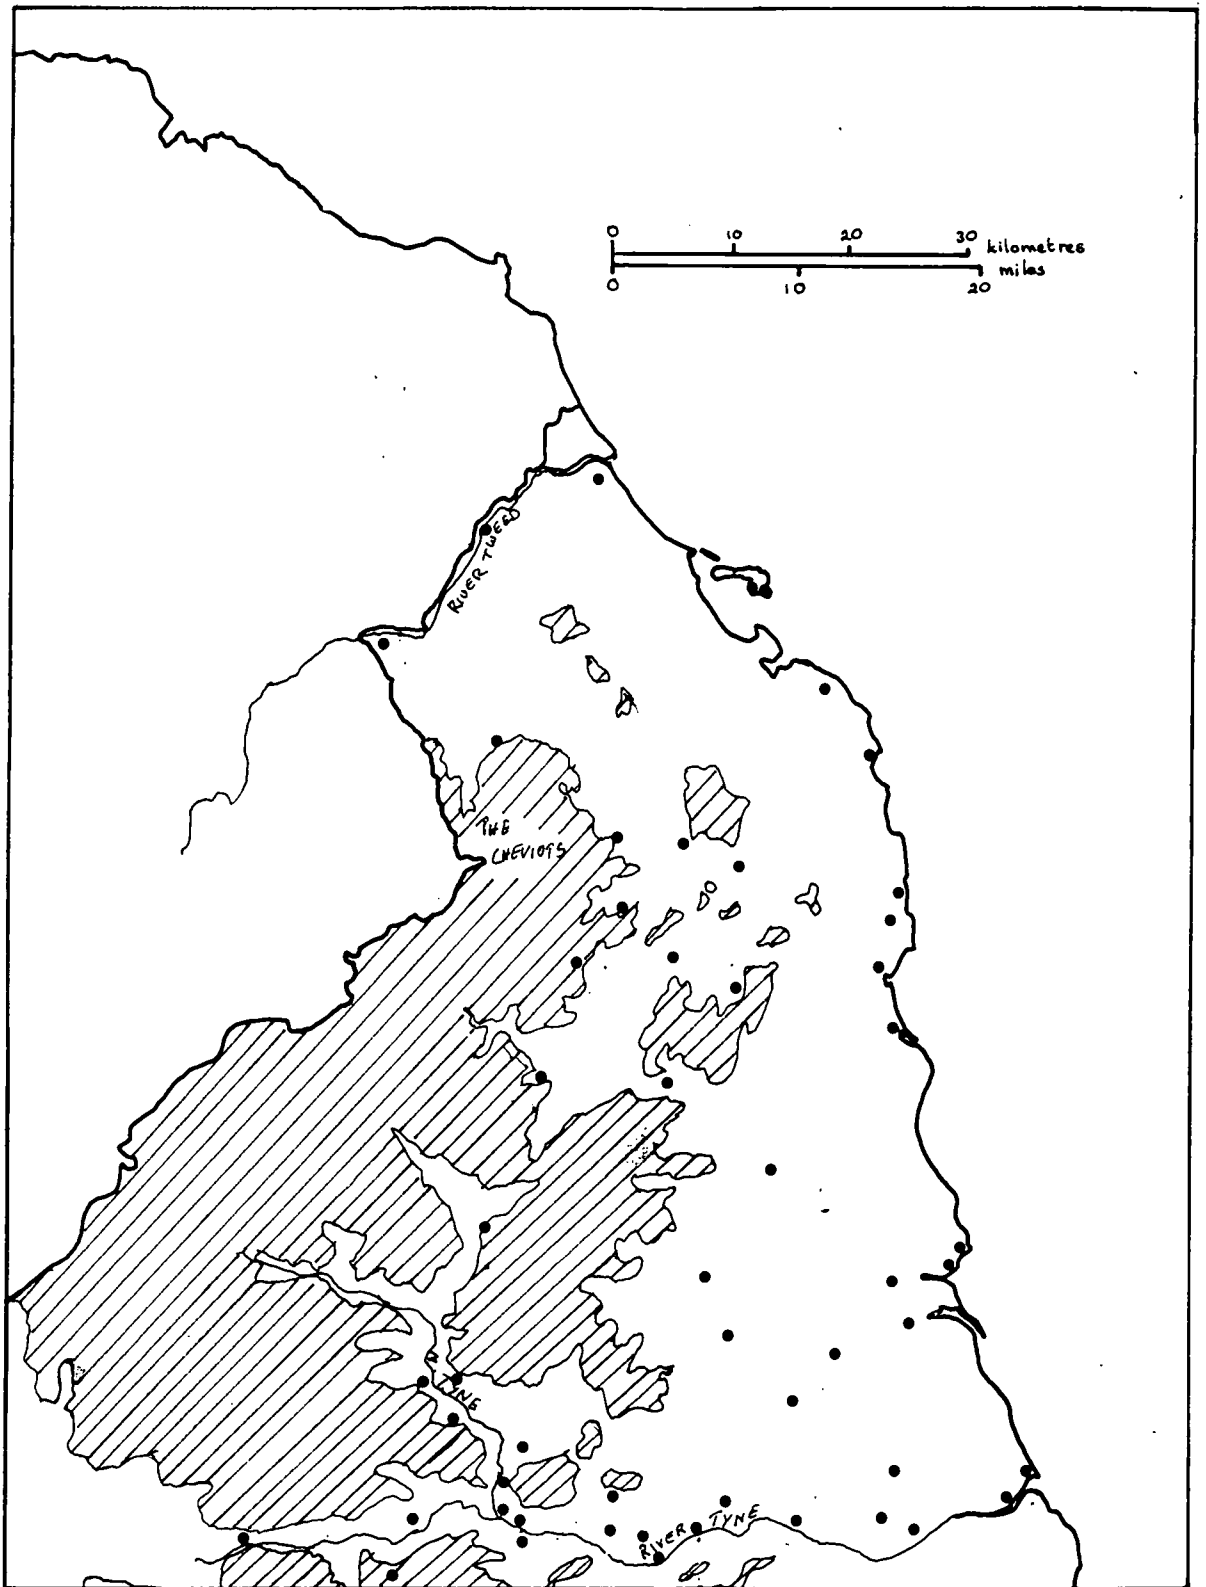 0 10 20 30 kilometres
miles
0 10 20
RIVER TWEED
THE
CHEVIOTS
R. TYNE
RIVER TYNE